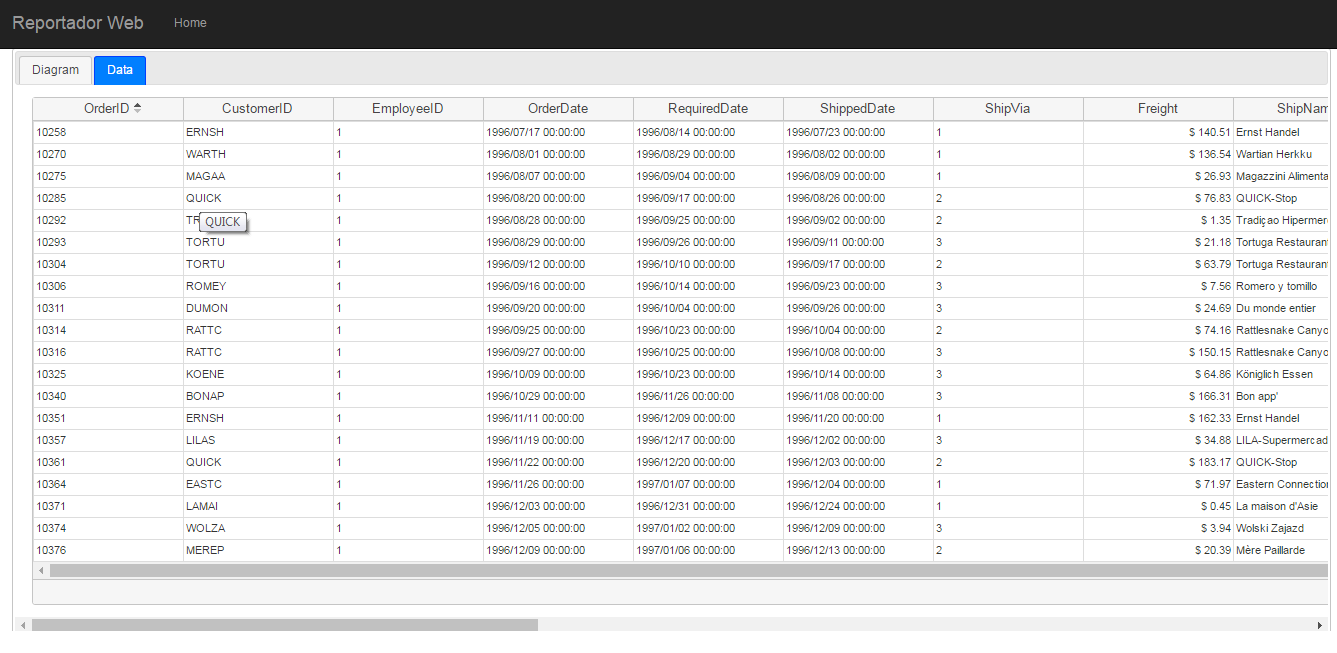 Reportador Web Home
Diagram Data
OrderID CustomerID EmployeeID OrderDate RequiredDate ShippedDate ShipVia Freight ShipNam
10258 ERNSH 1 1996/07/17 00:00:00 1996/08/14 00:00:00 1996/07/23 00:00:00 1 $ 140.51 Ernst Handel
10270 WARTH 1 1996/08/01 00:00:00 1996/08/29 00:00:00 1996/08/02 00:00:00 1 $ 136.54 Wartian Herkku
10275 MAGAA 1 1996/08/07 00:00:00 1996/09/04 00:00:00 1996/08/09 00:00:00 1 $ 26.93 Magazzini Alimenta
10285 QUICK 1 1996/08/20 00:00:00 1996/09/17 00:00:00 1996/08/26 00:00:00 2 $ 76.83 QUICK-Stop
10292 TR QUICK 1 1996/08/28 00:00:00 1996/09/25 00:00:00 1996/09/02 00:00:00 2 $ 1.35 Tradiçao Hipermer
10293 TORTU 1 1996/08/29 00:00:00 1996/09/26 00:00:00 1996/09/11 00:00:00 3 $ 21.18 Tortuga Restaurant
10304 TORTU 1 1996/09/12 00:00:00 1996/10/10 00:00:00 1996/09/17 00:00:00 2 $ 63.79 Tortuga Restaurant
10306 ROMEY 1 1996/09/16 00:00:00 1996/10/14 00:00:00 1996/09/23 00:00:00 3 $ 7.56 Romero y tomillo
10311 DUMON 1 1996/09/20 00:00:00 1996/10/04 00:00:00 1996/09/26 00:00:00 3 $ 24.69 Du monde entier
10314 RATTC 1 1996/09/25 00:00:00 1996/10/23 00:00:00 1996/10/04 00:00:00 2 $ 74.16 Rattlesnake Canyo
10316 RATTC 1 1996/09/27 00:00:00 1996/10/25 00:00:00 1996/10/08 00:00:00 3 $ 150.15 Rattlesnake Canyo
10325 KOENE 1 1996/10/09 00:00:00 1996/10/23 00:00:00 1996/10/14 00:00:00 3 $ 64.86 Königlich Essen
10340 BONAP 1 1996/10/29 00:00:00 1996/11/26 00:00:00 1996/11/08 00:00:00 3 $ 166.31 Bon app'
10351 ERNSH 1 1996/11/11 00:00:00 1996/12/09 00:00:00 1996/11/20 00:00:00 1 $ 162.33 Ernst Handel
10357 LILAS 1 1996/11/19 00:00:00 1996/12/17 00:00:00 1996/12/02 00:00:00 3 $ 34.88 LILA-Supermercad
10361 QUICK 1 1996/11/22 00:00:00 1996/12/20 00:00:00 1996/12/03 00:00:00 2 $ 183.17 QUICK-Stop
10364 EASTC 1 1996/11/26 00:00:00 1997/01/07 00:00:00 1996/12/04 00:00:00 1 $ 71.97 Eastern Connection
10371 LAMAI 1 1996/12/03 00:00:00 1996/12/31 00:00:00 1996/12/24 00:00:00 1 $ 0.45 La maison d'Asie
10374 WOLZA 1 1996/12/05 00:00:00 1997/01/02 00:00:00 1996/12/09 00:00:00 3 $ 3.94 Wolski Zajazd
10376 MEREP 1 1996/12/09 00:00:00 1997/01/06 00:00:00 1996/12/13 00:00:00 2 $ 20.39 Mère Paillarde